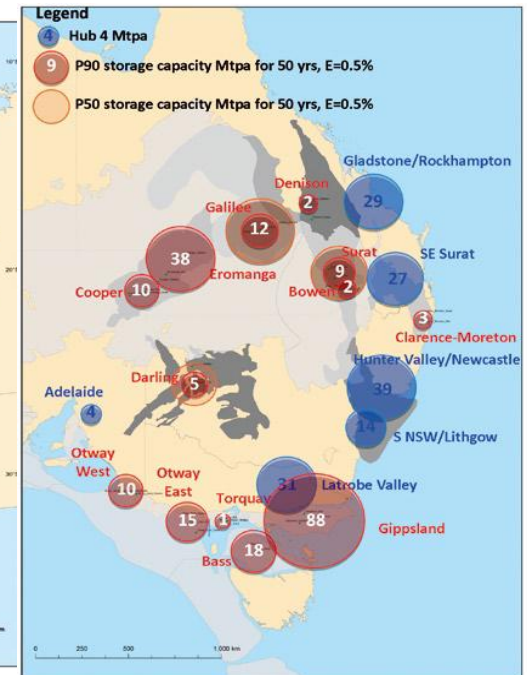 Legend
4 Hub 4 Mtpa
9 P90 storage capacity Mtpa for 50 yrs, E=0.5%
P50 storage capacity Mtpa for 50 yrs, E=0.5%
Gladstone/Rockhampton
29
Denison
2
Galilee
12
38
Eromanga
Surat
9
SE Surat
27
Cooper
10
Bowen
2
3
Clarence-Moreton
Hunter Valley/Newcastle
39
Darling
5
Adelaide
4
14
S NSW/Lithgow
Otway
West
10
Otway
East
15
Torquay
31
Latrobe Valley
88
Gippsland
Bass
18
10°
20°
30°
0
250
500
1,000 km